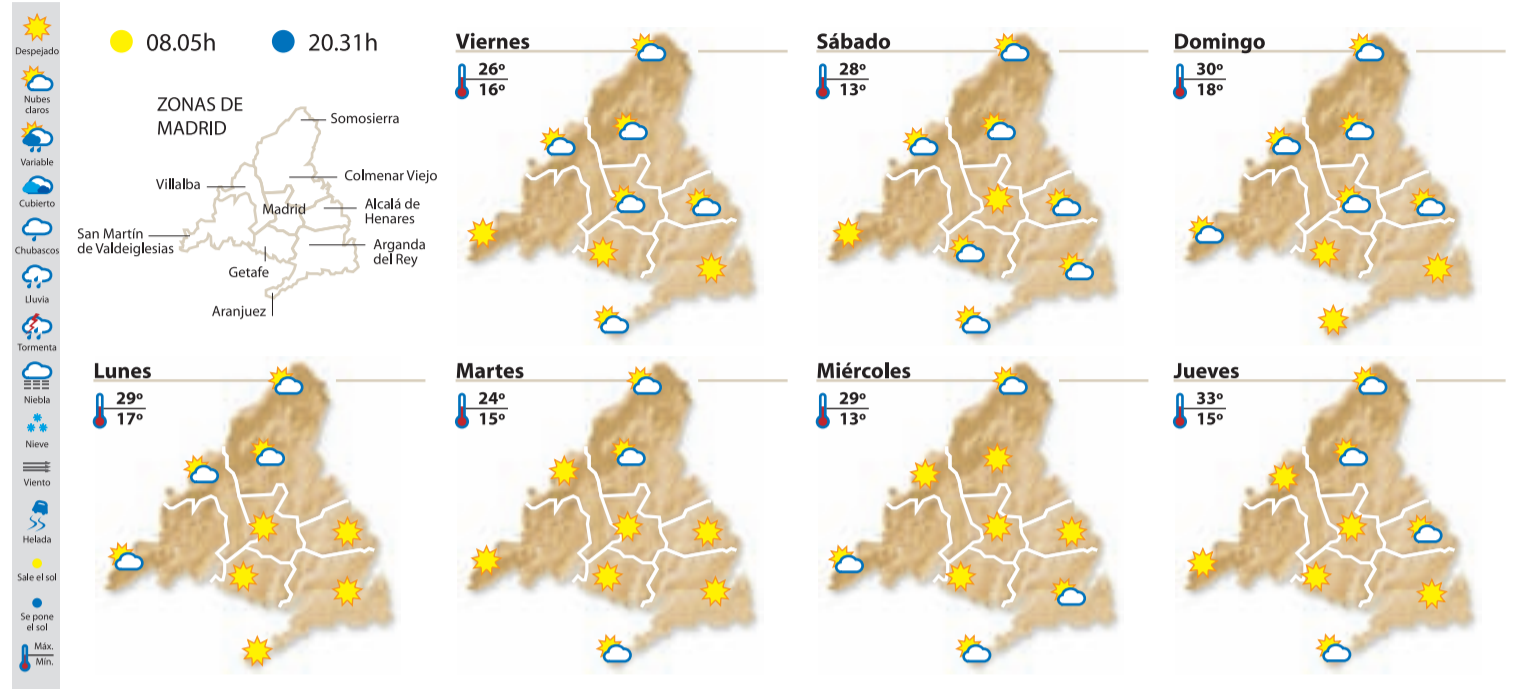 Despejado
Nubes
claros
Variable
Cubierto
Chubascos
Lluvia
Tormenta
Niebla
Nieve
Viento
Helada
Sale el sol
Se pone
el sol
Máx.
Mín.
08.05h
20.31h
ZONAS DE
MADRID
Somosierra
Colmenar Viejo
Villalba
Madrid
Alcalá de
Henares
San Martín
de Valdeiglesias
Arganda
del Rey
Getafe
Aranjuez
Viernes
26º
16º
Sábado
28º
13º
Domingo
30º
18º
Lunes
29º
17º
Martes
24º
15º
Miércoles
29º
13º
Jueves
33º
15º